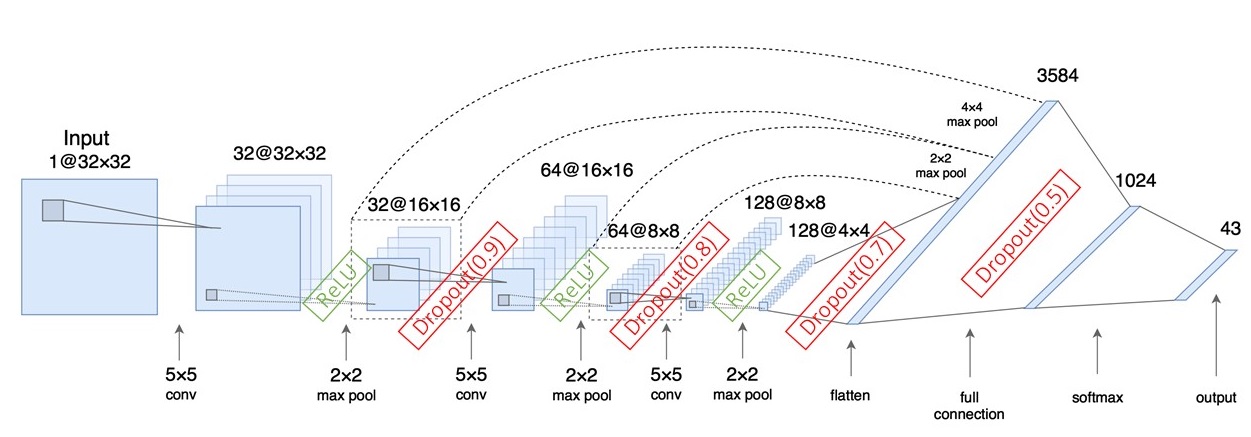 Input
1@32×32
32@32×32
32@16×16
64@16×16
64@8×8
128@8×8
128@4×4
4×4
max pool
2×2
max pool
3584
1024
43
ReLU
Dropout(0.9)
ReLU
Dropout(0.8)
ReLU
Dropout(0.7)
Dropout(0.5)
5×5
conv
2×2
max pool
5×5
conv
2×2
max pool
5×5
conv
2×2
max pool
flatten
full
connection
softmax
output